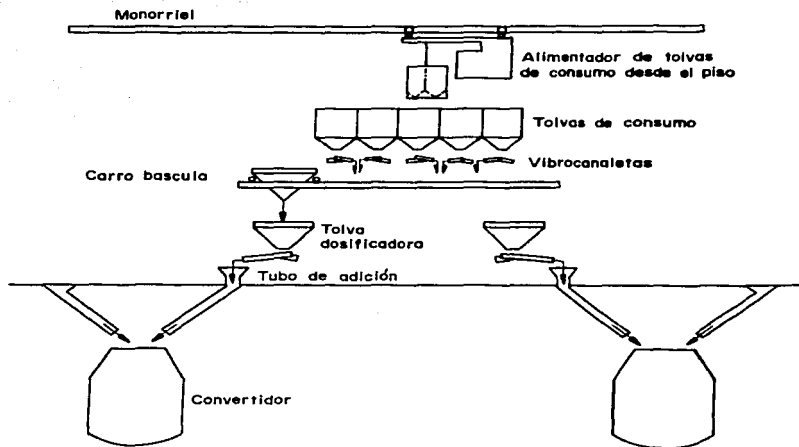 Monorriel
Alimentador de tolvas
de consumo desde el piso
Tolvas de consumo
Vibrocanaletas
Carro bascula
Tolva
dosificadora
Tubo de adición
Convertidor